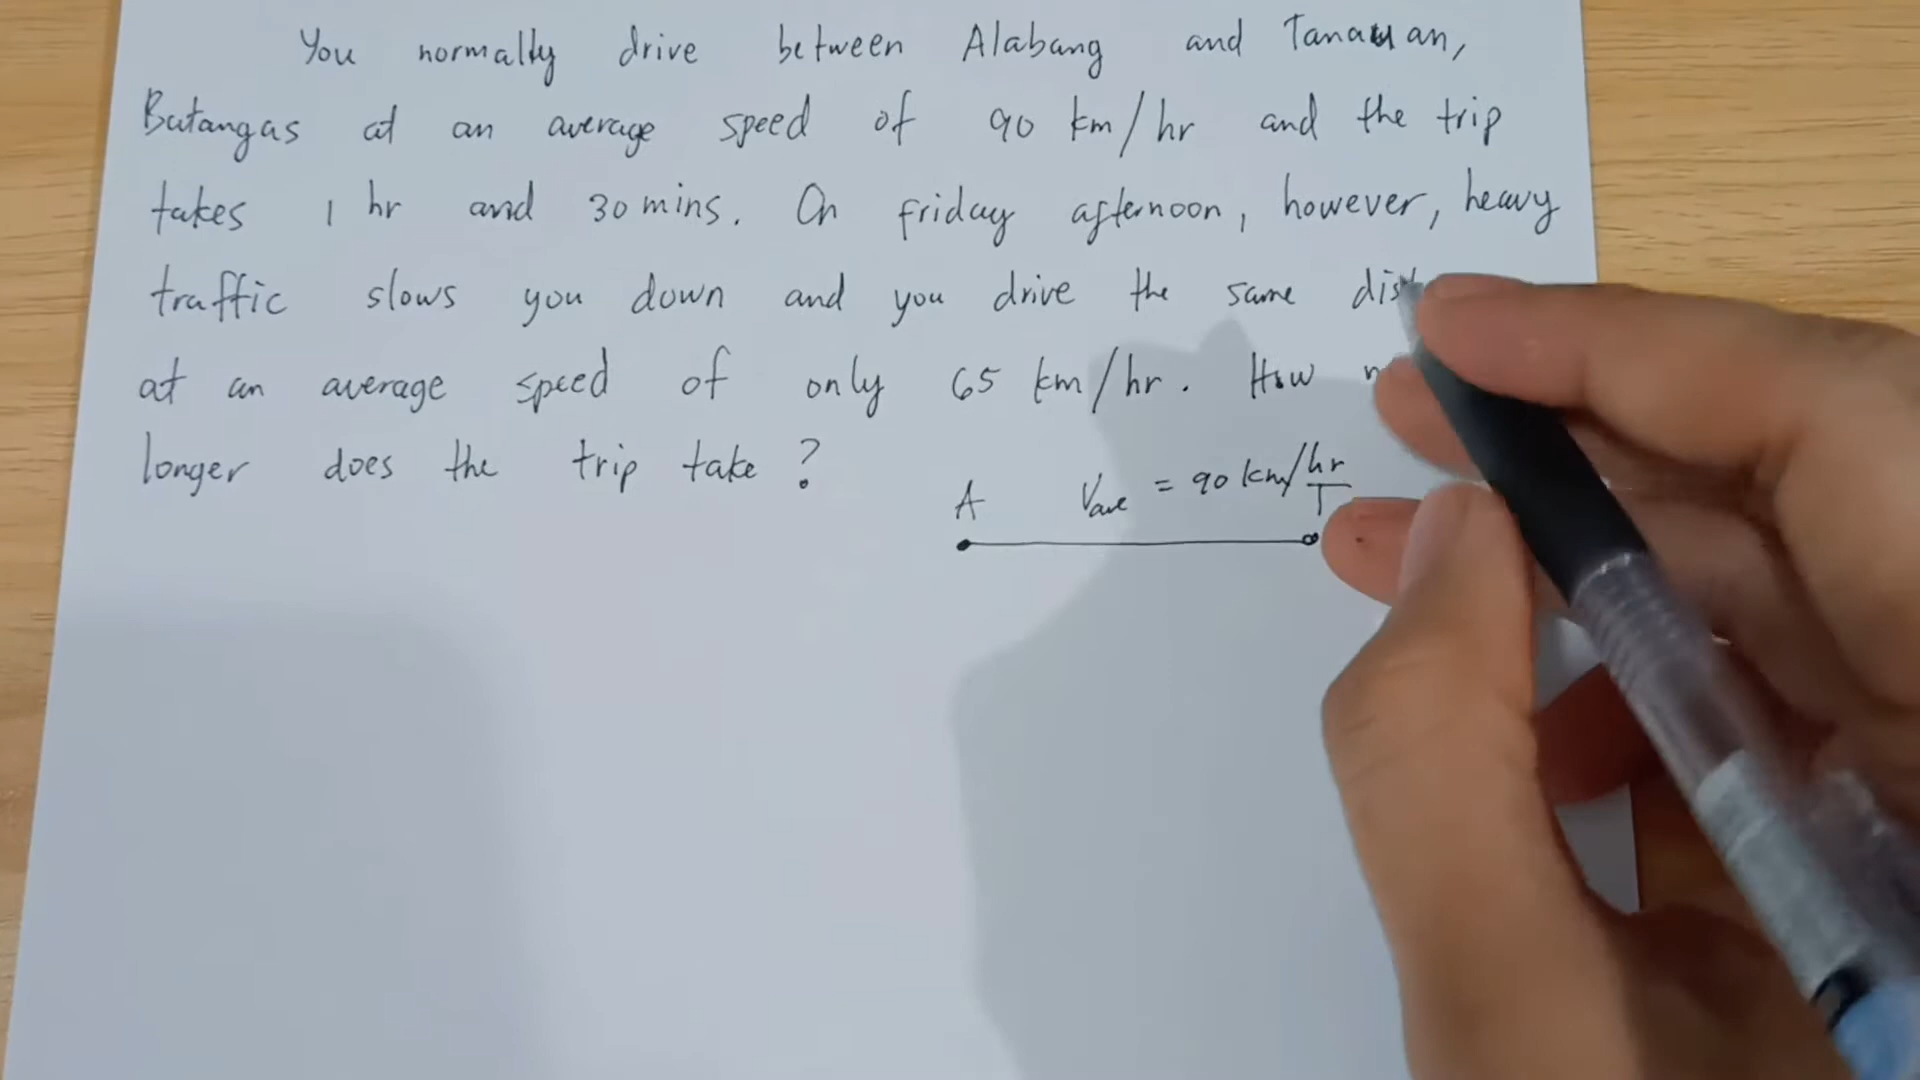 You normally drive between Alabang and Tanauan,
Batangas at an average speed of 90 km/hr and the trip
takes 1 hr and 30 mins. On friday afternoon, however, heavy
traffic slows you down and you drive the same
at an average speed of only 65 km/hr. How
longer does the trip take?
A Vave = 90 km/hr
T